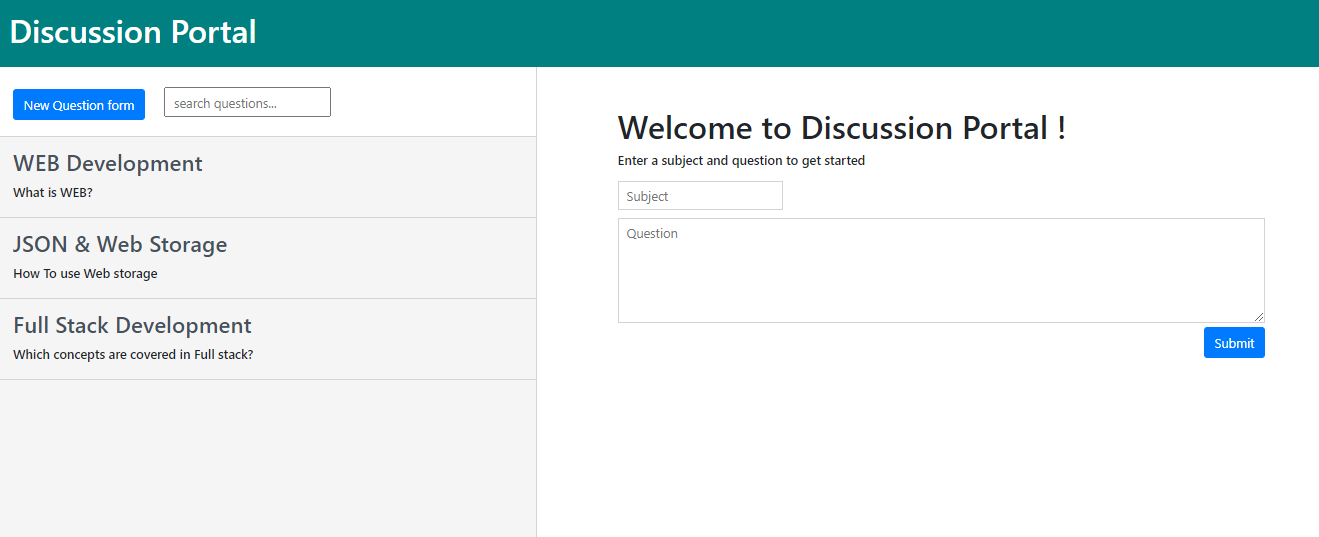 Discussion Portal
New Question form
search questions...
WEB Development
What is WEB?
JSON & Web Storage
How To use Web storage
Full Stack Development
Which concepts are covered in Full stack?
Welcome to Discussion Portal !
Enter a subject and question to get started
Subject
Question
Submit